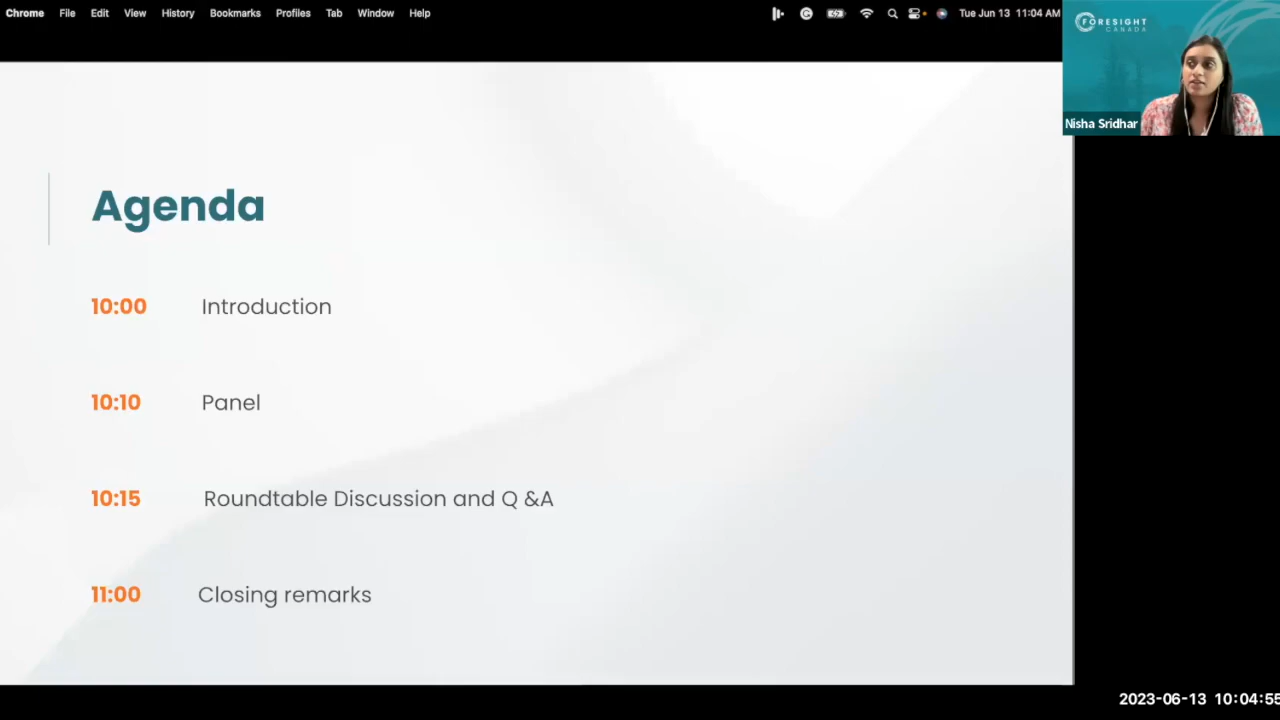 Chrome File Edit View History Bookmarks Profiles Tab Window Help Tue Jun 13 11:04 AM
FORESIGHT
CANADA
Nisha Sridhar
Agenda
10:00 Introduction
10:10 Panel
10:15 Roundtable Discussion and Q &A
11:00 Closing remarks
2023-06-13 10:04:55